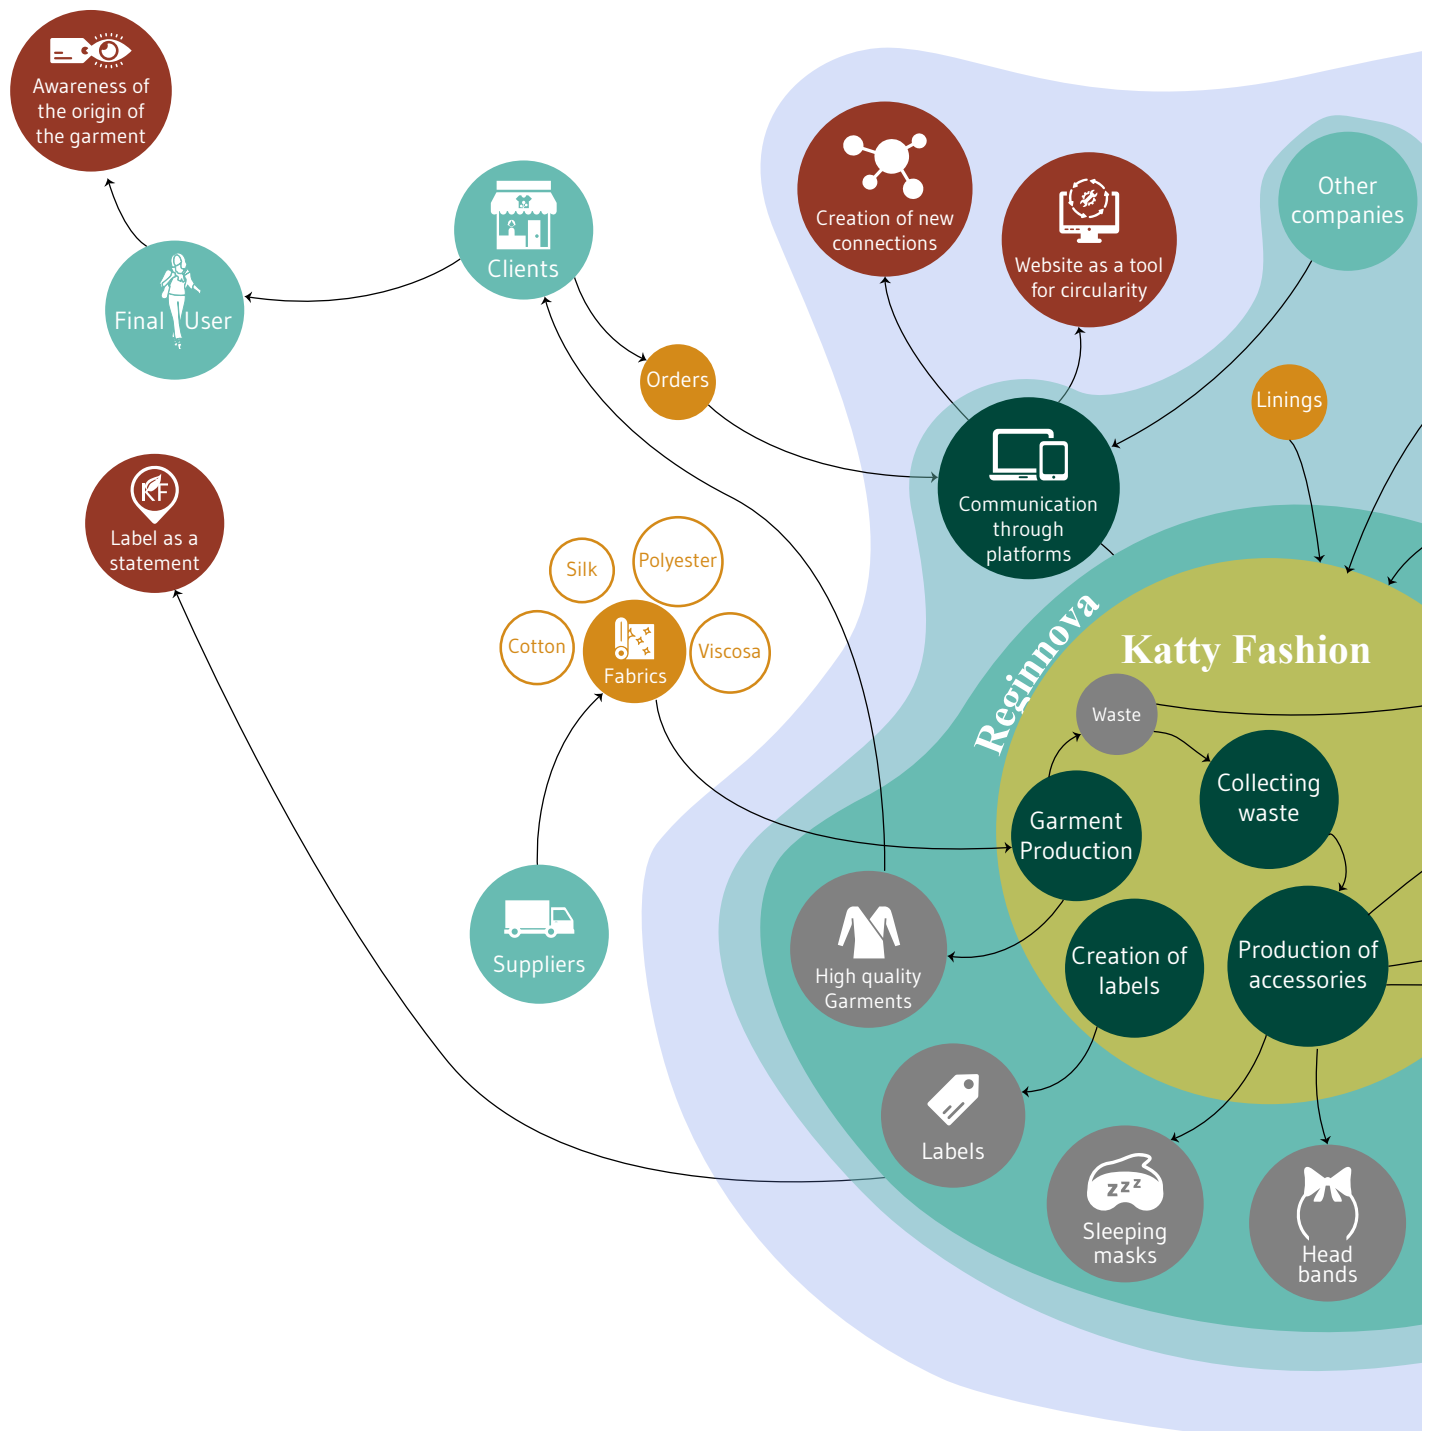 Awareness of
the origin of
the garment
Final User
Clients
Orders
Creation of new
connections
Website as a tool
for circularity
Other
companies
Linings
Communication
through
platforms
KF
Label as a
statement
Silk
Polyester
Cotton
Viscosa
Fabrics
Suppliers
Reginnova
Katty Fashion
Waste
Collecting
waste
Garment
Production
Creation of
labels
Production of
accessories
High quality
Garments
Labels
zzz
Sleeping
masks
Head
bands